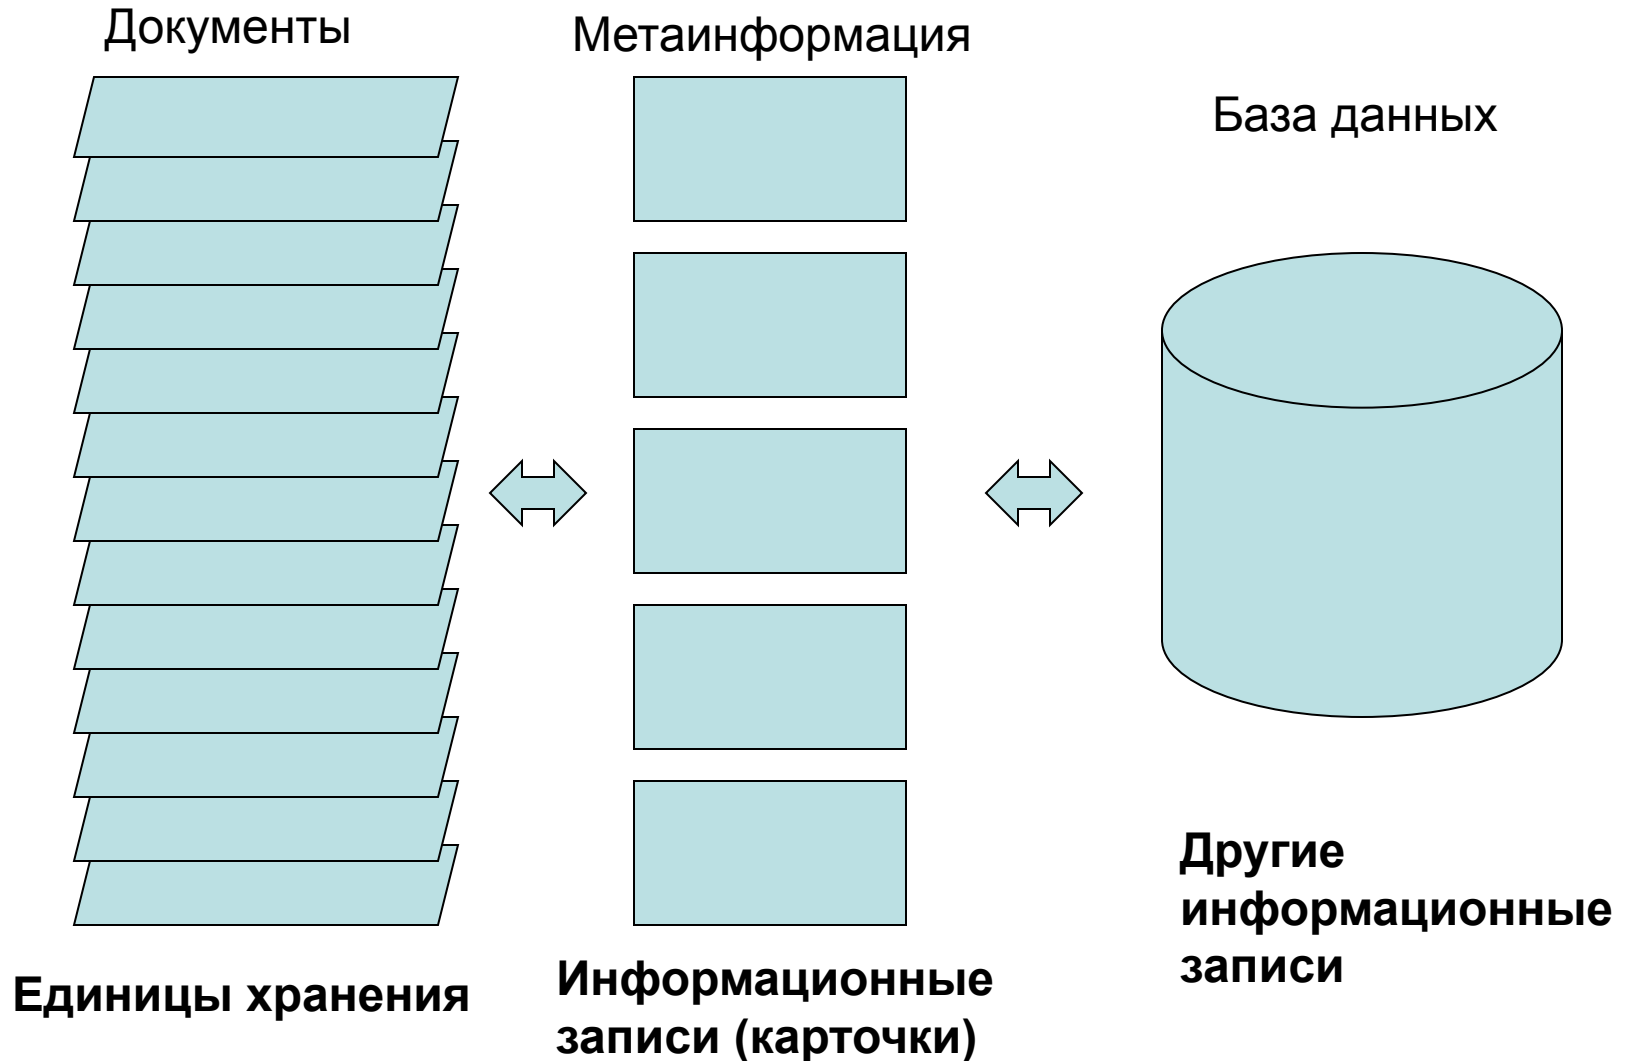 Документы
Метаинформация
База данных
Единицы хранения
Информационные
записи (карточки)
Другие
информационные
записи